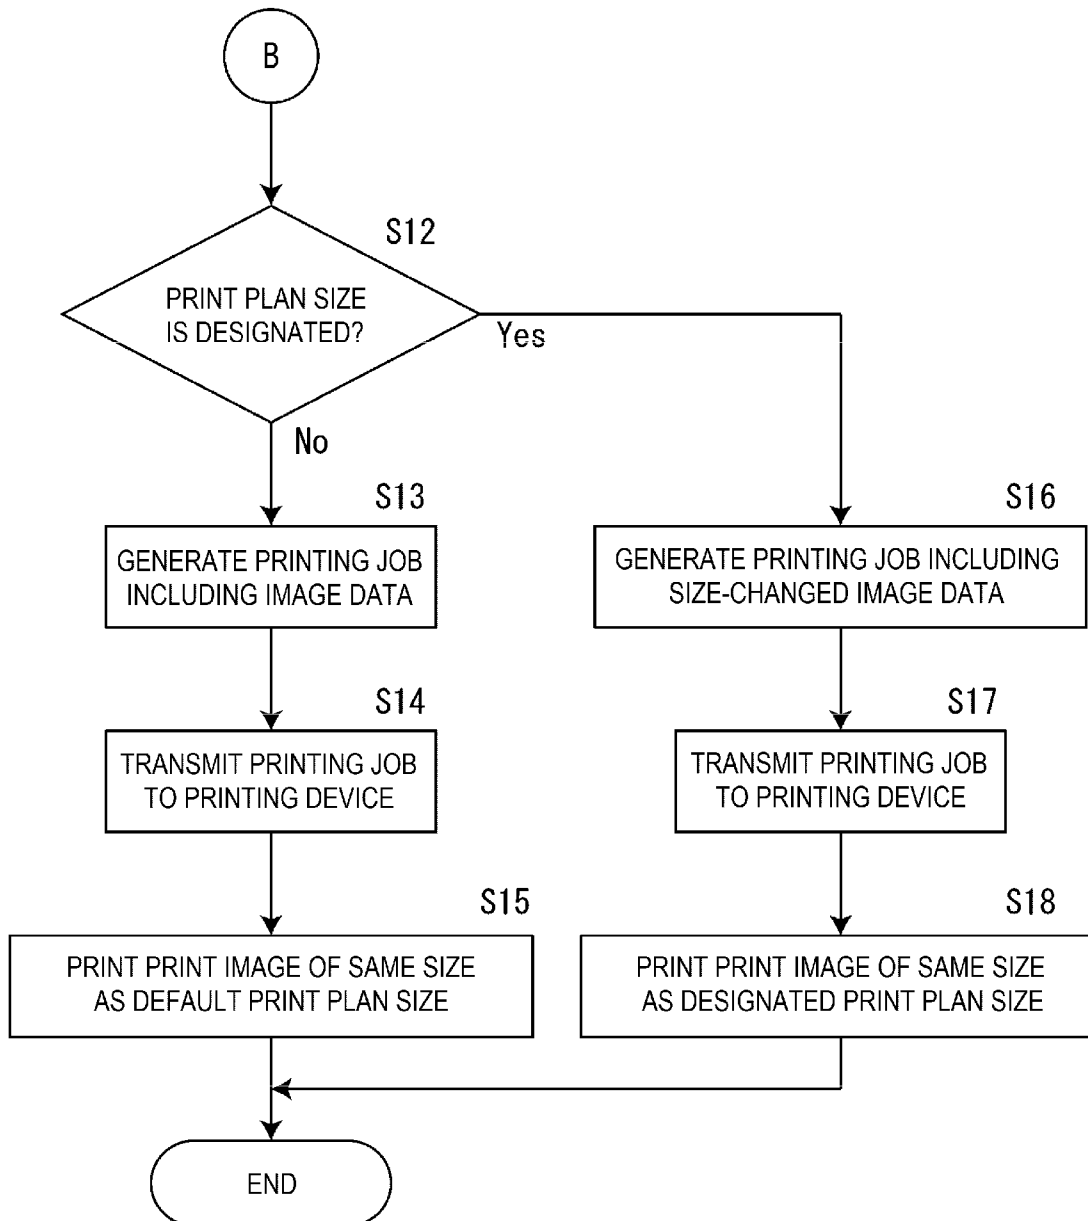 B
S12
PRINT PLAN SIZE
IS DESIGNATED?
Yes
No
S13
GENERATE PRINTING JOB
INCLUDING IMAGE DATA
S16
GENERATE PRINTING JOB INCLUDING
SIZE-CHANGED IMAGE DATA
S14
TRANSMIT PRINTING JOB
TO PRINTING DEVICE
S17
TRANSMIT PRINTING JOB
TO PRINTING DEVICE
S15
PRINT PRINT IMAGE OF SAME SIZE
AS DEFAULT PRINT PLAN SIZE
S18
PRINT PRINT IMAGE OF SAME SIZE
AS DESIGNATED PRINT PLAN SIZE
END